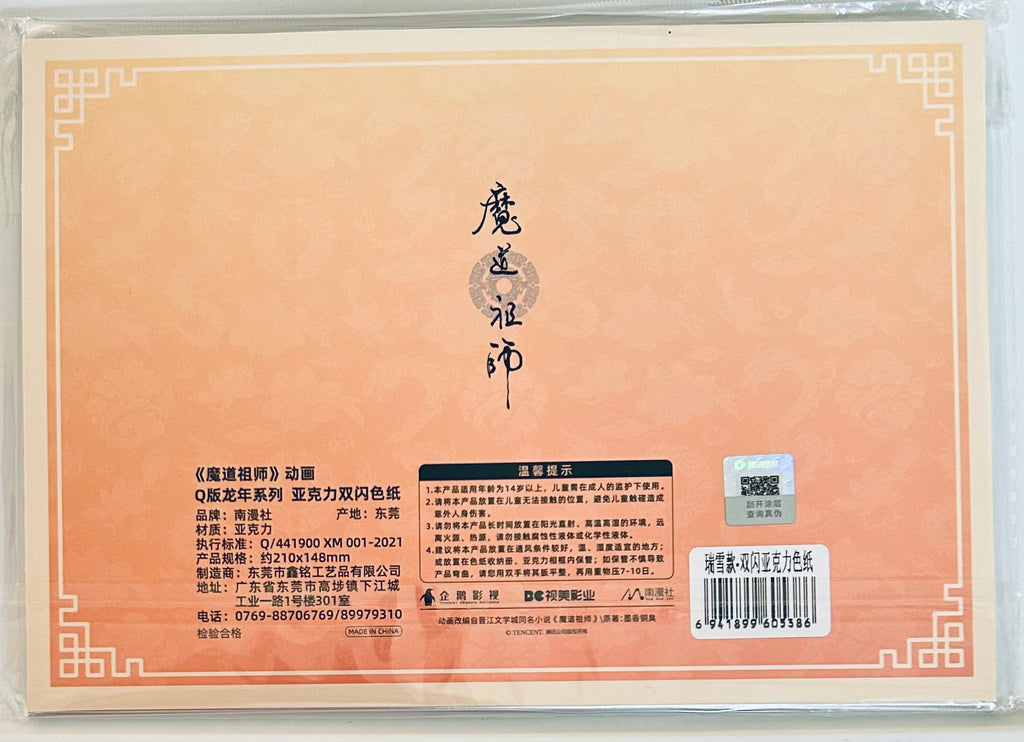 魔道祖師
《魔道祖师》动画
Q版龙年系列 亚克力双闪色纸
品牌：南漫社 产地：东莞
材质：亚克力
执行标准：Q/441900 XM 001-2021
产品规格：约210x148mm
制造商：东莞市鑫铭工艺品有限公司
地址：广东省东莞市高埗镇下江城
工业一路1号楼301室
电话：0769-88706769/89979310
检验合格 MADE IN CHINA
温馨提示
1.本产品适用年龄为14岁以上，儿童需在成人的监护下使用。
2.请将本产品放置在儿童无法接触的位置，避免儿童触碰造成
意外人身伤害。
3.请勿将本产品长时间放置在阳光直射、高温高湿的环境，远
离火源、热源，请勿接触腐蚀性液体或化学性液体。
4.建议将本产品放置在通风条件较好，温、湿度适宜的地方；
或放置在色纸收纳册、亚克力相框内保管；如保管不慎导致
产品弯曲，请您用双手将其扳平整，再用重物压7-10日。
企鹅影视 视美影业 南漫社
TENCENT PENGUIN PICTURES
动画改编自晋江文学城同名小说《魔道祖师》\原著：墨香铜臭
©TENCENT. 腾讯公司版权所有
刮开涂层
查询真伪
瑞雪款·双闪亚克力色纸
6 941899 605386